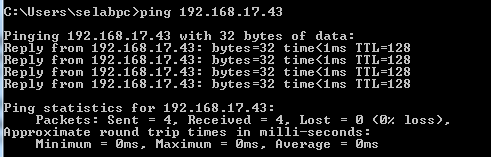 C:\Users\selabpc>ping 192.168.17.43
Pinging 192.168.17.43 with 32 bytes of data:
Reply from 192.168.17.43: bytes=32 time<1ms TTL=128
Reply from 192.168.17.43: bytes=32 time<1ms TTL=128
Reply from 192.168.17.43: bytes=32 time<1ms TTL=128
Reply from 192.168.17.43: bytes=32 time<1ms TTL=128
Ping statistics for 192.168.17.43:
    Packets: Sent = 4, Received = 4, Lost = 0 (0% loss),
Approximate round trip times in milli-seconds:
    Minimum = 0ms, Maximum = 0ms, Average = 0ms